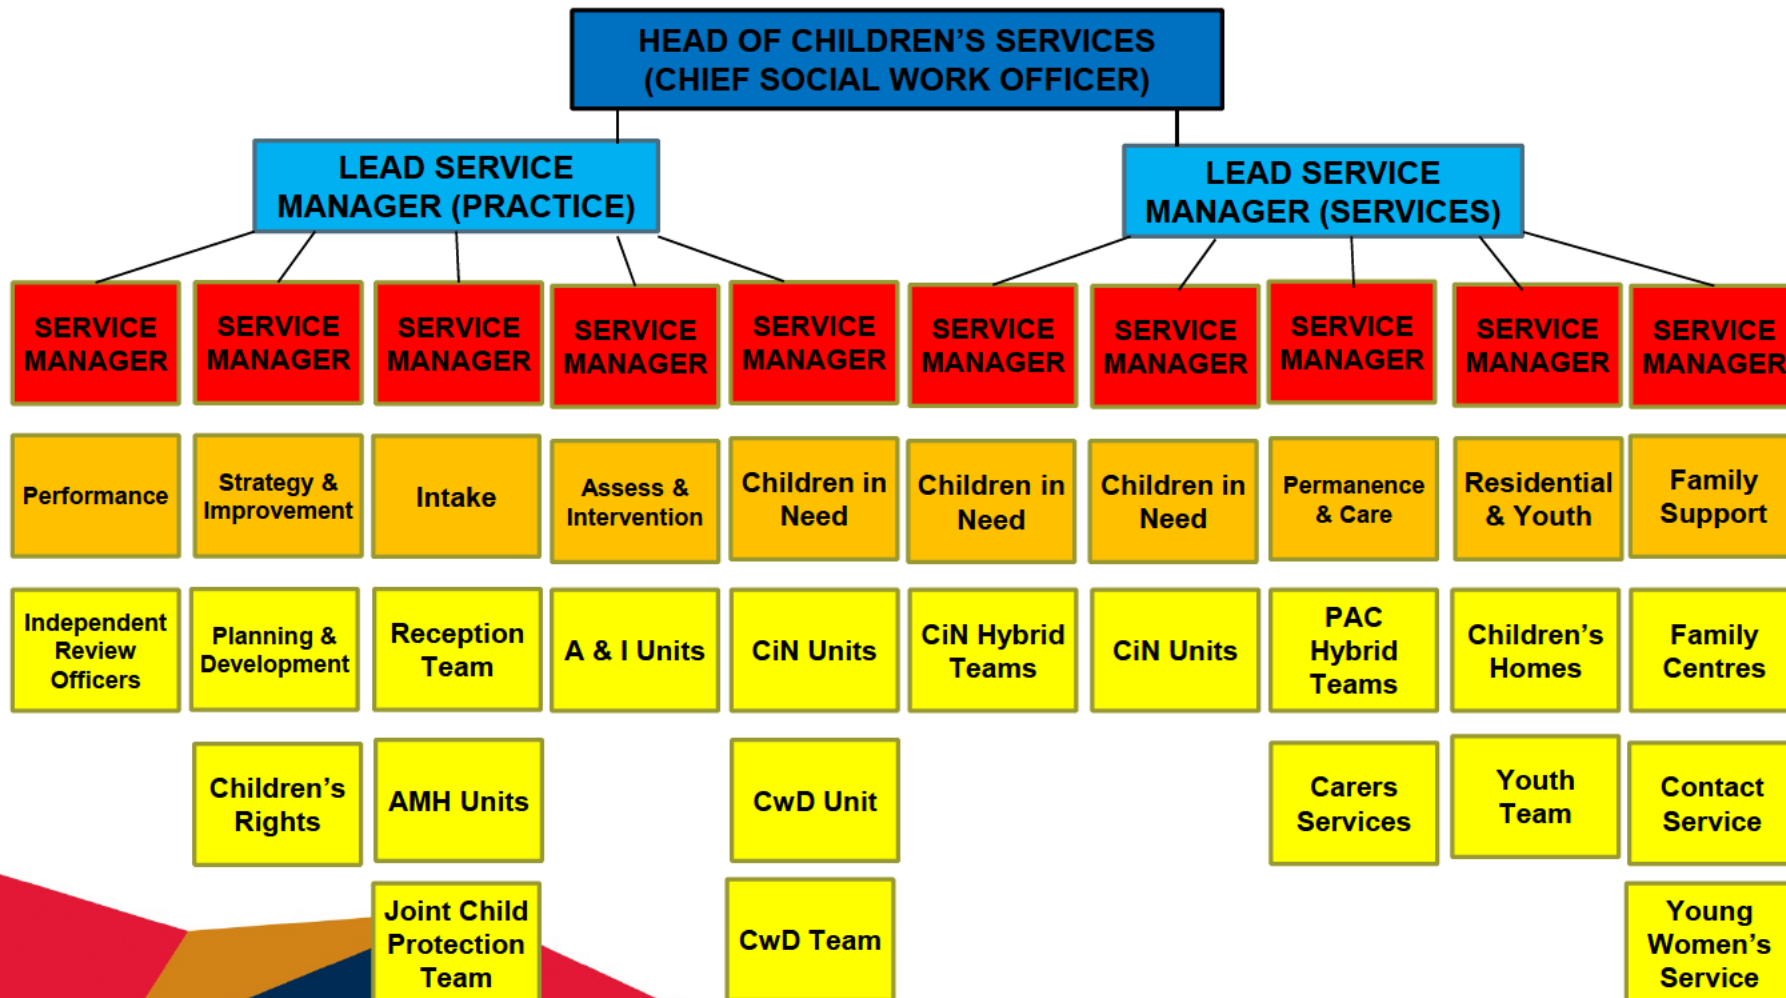 HEAD OF CHILDREN’S SERVICES
(CHIEF SOCIAL WORK OFFICER)
LEAD SERVICE
MANAGER (PRACTICE)
LEAD SERVICE
MANAGER (SERVICES)
SERVICE
MANAGER
SERVICE
MANAGER
SERVICE
MANAGER
SERVICE
MANAGER
SERVICE
MANAGER
SERVICE
MANAGER
SERVICE
MANAGER
SERVICE
MANAGER
SERVICE
MANAGER
SERVICE
MANAGER
Performance
Strategy &
Improvement
Intake
Assess &
Intervention
Children in
Need
Children in
Need
Children in
Need
Permanence
& Care
Residential
& Youth
Family
Support
Independent
Review
Officers
Planning &
Development
Reception
Team
A & I Units
CiN Units
CiN Hybrid
Teams
CiN Units
PAC
Hybrid
Teams
Children’s
Homes
Family
Centres
Children’s
Rights
AMH Units
CwD Unit
Carers
Services
Youth
Team
Contact
Service
Joint Child
Protection
Team
CwD Team
Young
Women’s
Service